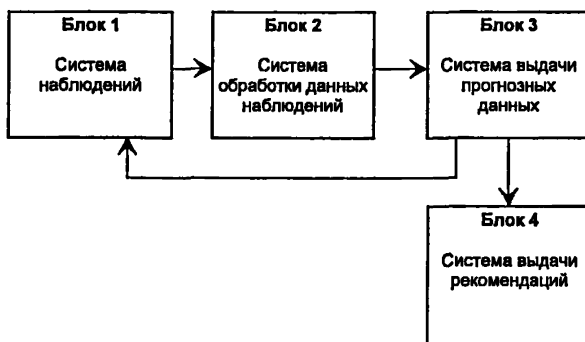 Блок 1
Система
наблюдений
Блок 2
Система
обработки данных
наблюдений
Блок 3
Система выдачи
прогнозных
данных
Блок 4
Система выдачи
рекомендаций